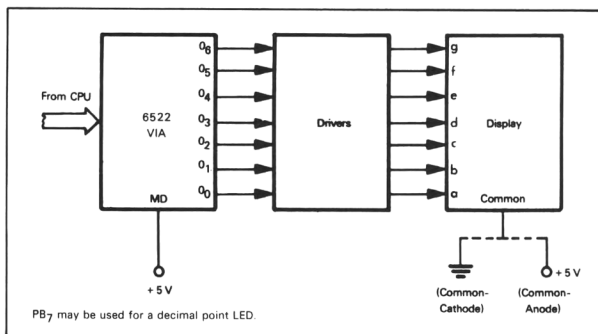 From CPU
6522
VIA
MD
+ 5 V
O6
O5
O4
O3
O2
O1
O0
Drivers
g
f
e
d
c
b
a
Display
Common
(Common-
Cathode)
+ 5 V
(Common-
Anode)
PB7 may be used for a decimal point LED.